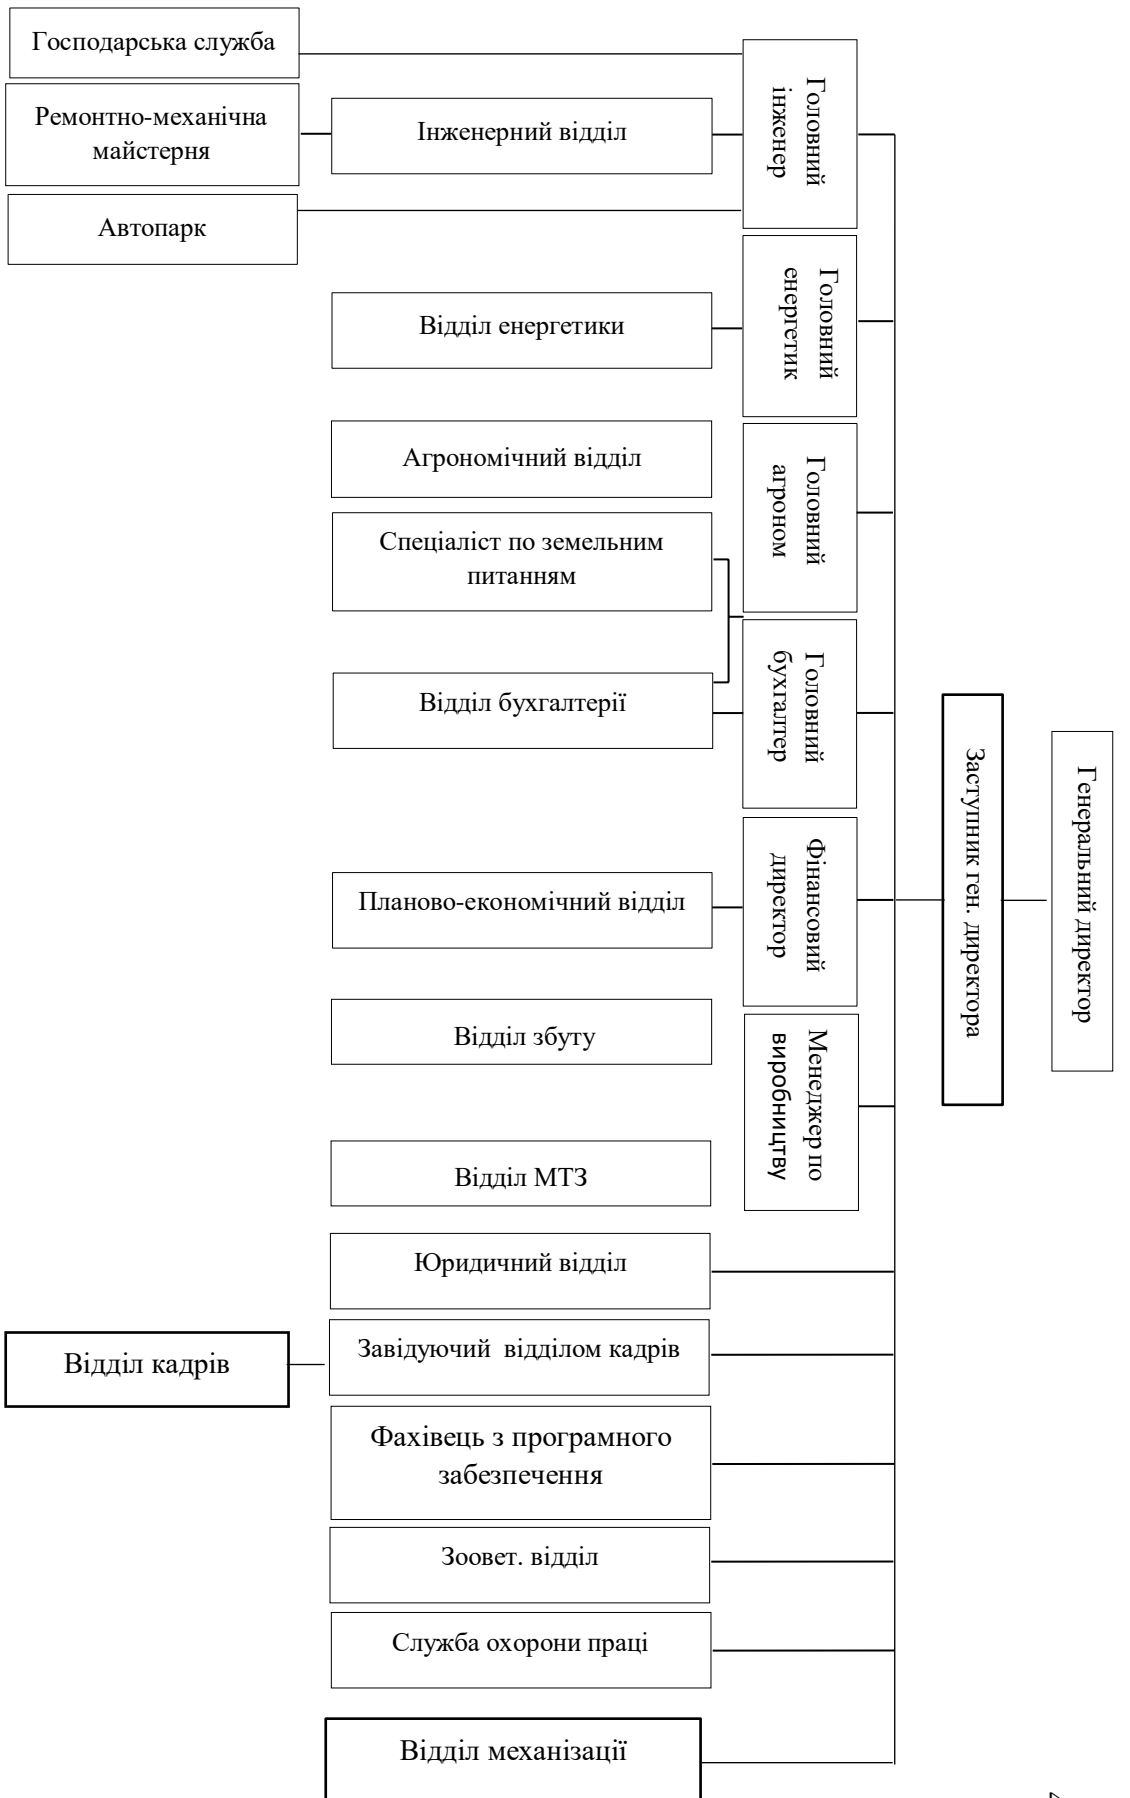 Господарська служба
Ремонтно-механічна
майстерня
Автопарк
Інженерний відділ
Головний
інженер
Відділ енергетики
Головний
енергетик
Агрономічний відділ
Спеціаліст по земельним
питанням
Головний
агроном
Відділ бухгалтерії
Головний
бухгалтер
Планово-економічний відділ
Фінансовий
директор
Відділ збуту
Менеджер по
виробництву
Відділ МТЗ
Заступник ген. директора
Генеральний директор
Юридичний відділ
Відділ кадрів
Завідуючий відділом кадрів
Фахівець з програмного
забезпечення
Зоовет. відділ
Служба охорони праці
Відділ механізації